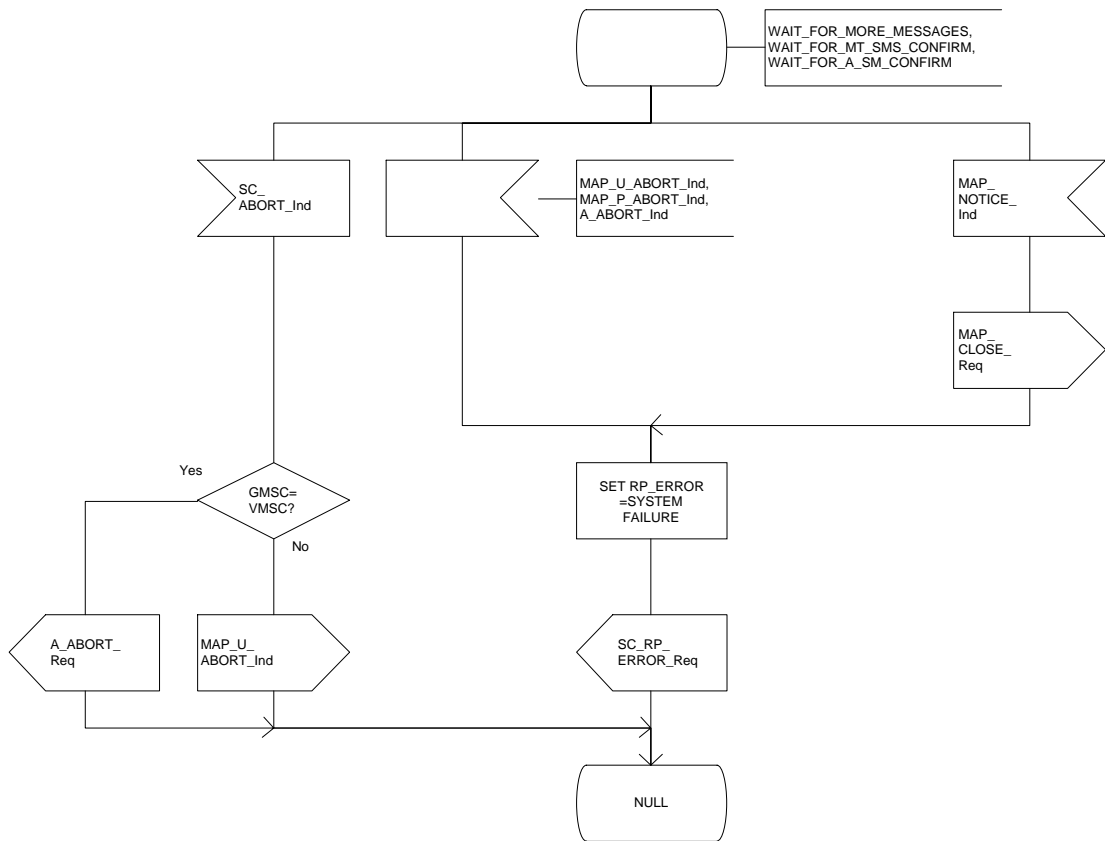 WAIT_FOR_MORE_MESSAGES,
WAIT_FOR_MT_SMS_CONFIRM,
WAIT_FOR_A_SM_CONFIRM
SC_
ABORT_Ind
MAP_U_ABORT_Ind,
MAP_P_ABORT_Ind,
A_ABORT_Ind
MAP_
NOTICE_
Ind
MAP_
CLOSE_
Req
Yes
GMSC=
VMSC?
No
SET RP_ERROR
=SYSTEM
FAILURE
A_ABORT_
Req
MAP_U_
ABORT_Ind
SC_RP_
ERROR_Req
NULL